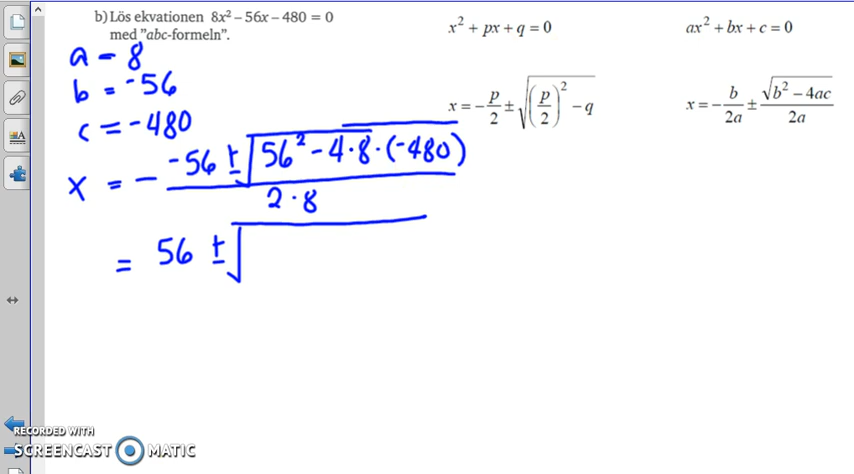 b) Lös ekvationen 8x² – 56x – 480 = 0
med "abc-formeln".
x² + px + q = 0
ax² + bx + c = 0
a = 8
b = -56
c = -480
x = -p/2 ± √((p/2)² - q)
x = -b/2a ± √(b² - 4ac)/2a
x = - (-56 ± √(56² - 4·8·(-480)))/(2·8)
= 56 ± √
RECORDED WITH
SCREENCAST MATIC